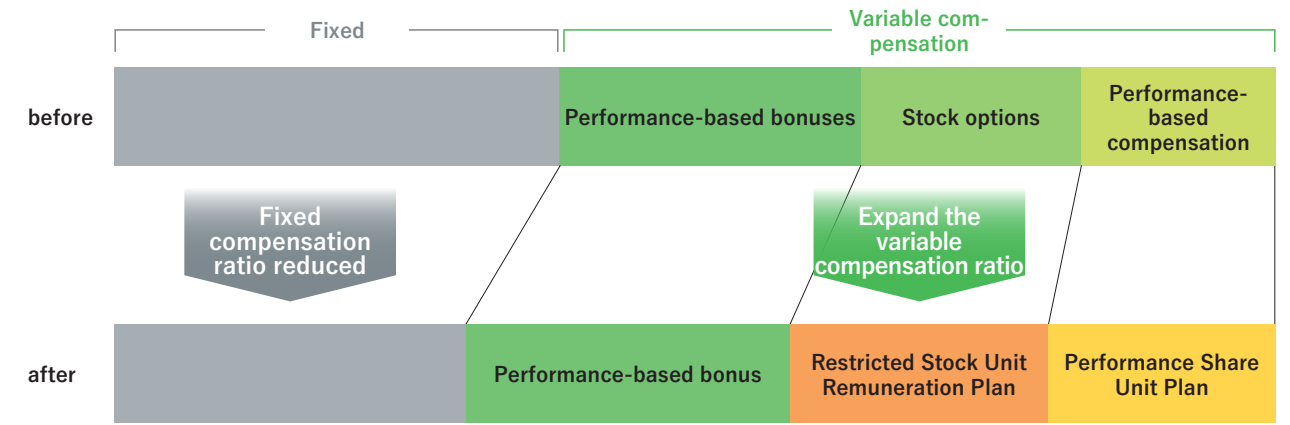 Fixed
Variable com-
pensation
before
Performance-based bonuses
Stock options
Performance-
based
compensation
Fixed
compensation
ratio reduced
Expand the
variable
compensation ratio
after
Performance-based bonus
Restricted Stock Unit
Remuneration Plan
Performance Share
Unit Plan